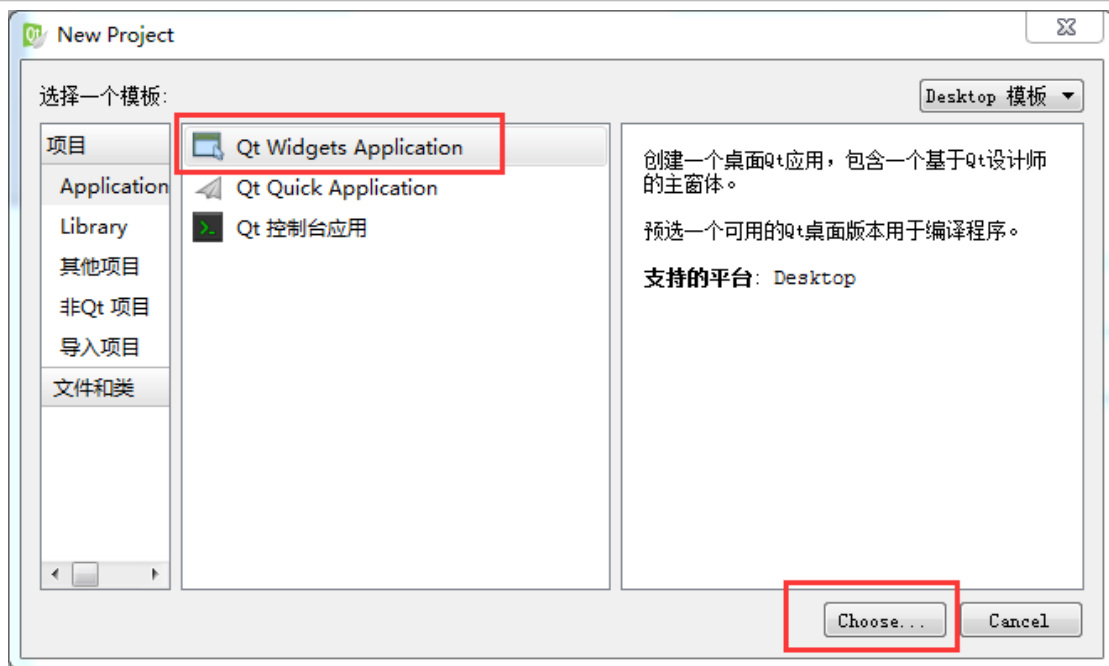 New Project
选择一个模板:
Desktop 模板
项目
Application
Library
其他项目
非Qt 项目
导入项目
文件和类
Qt Widgets Application
Qt Quick Application
Qt 控制台应用
创建一个桌面Qt应用，包含一个基于Qt设计师
的主窗体。
预选一个可用的Qt桌面版本用于编译程序。
支持的平台: Desktop
Choose...
Cancel